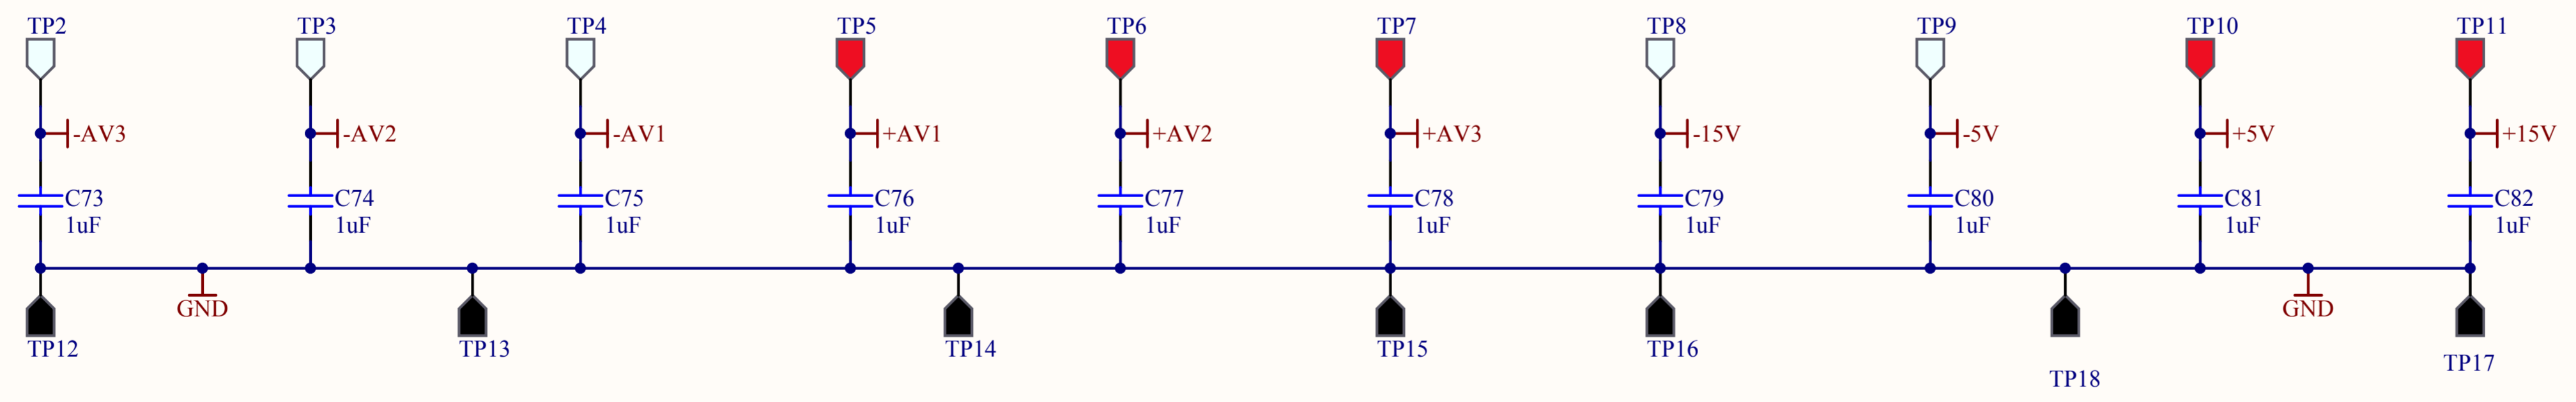 TP2 TP3 TP4 TP5 TP6 TP7 TP8 TP9 TP10 TP11
-AV3 -AV2 -AV1 +AV1 +AV2 +AV3 -15V -5V +5V +15V
C73 C74 C75 C76 C77 C78 C79 C80 C81 C82
1uF 1uF 1uF 1uF 1uF 1uF 1uF 1uF 1uF 1uF
GND GND
TP12 TP13 TP14 TP15 TP16 TP17
TP18